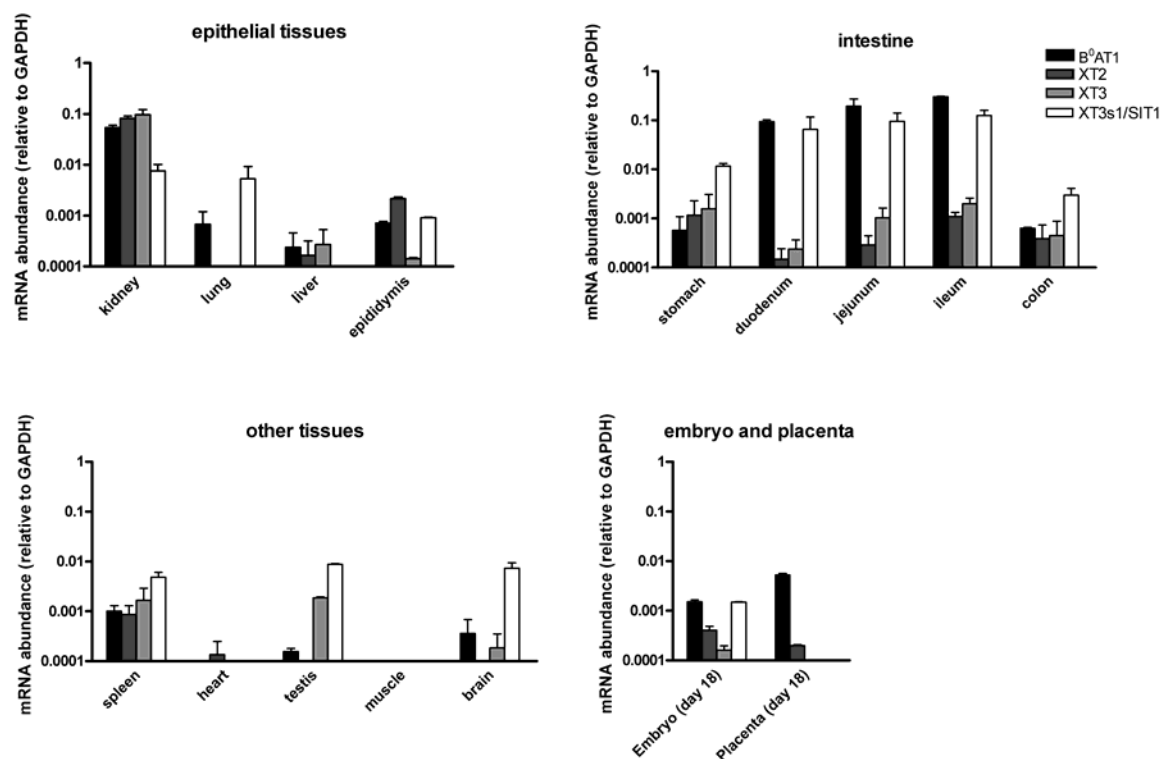 epithelial tissues
mRNA abundance (relative to GAPDH)
1
0.1
0.01
0.001
0.0001
kidney
lung
liver
epididymis
intestine
mRNA abundance (relative to GAPDH)
1
0.1
0.01
0.001
0.0001
stomach
duodenum
jejunum
ileum
colon
B⁰AT1
XT2
XT3
XT3s1/SIT1
other tissues
mRNA abundance (relative to GAPDH)
1
0.1
0.01
0.001
0.0001
spleen
heart
testis
muscle
brain
embryo and placenta
mRNA abundance (relative to GAPDH)
1
0.1
0.01
0.001
0.0001
Embryo (day 18)
Placenta (day 18)